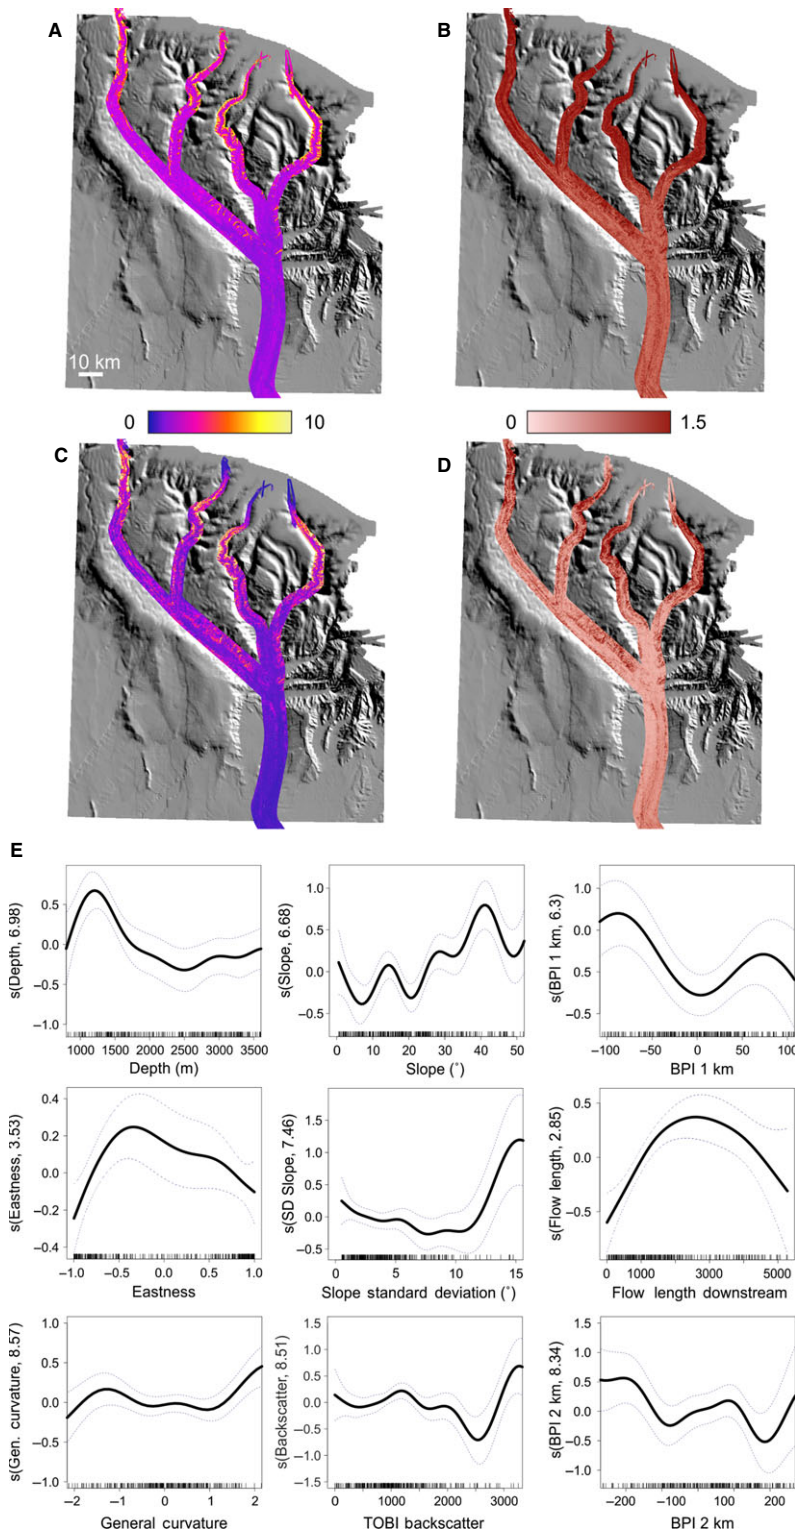 A
B
10 km
0
10
0
1.5
C
D
E
s(Depth, 6.98)
0.5
0.0
−0.5
−1.0
1000 1500 2000 2500 3000 3500
Depth (m)
s(Slope, 6.68)
1.0
0.5
0.0
−0.5
0 10 20 30 40 50
Slope (°)
s(BPI 1 km, 6.3)
1.0
0.5
0.0
−0.5
−100 −50 0 50 100
BPI 1 km
s(Eastness, 3.53)
0.4
0.2
0.0
−0.2
−0.4
−1.0 −0.5 0.0 0.5 1.0
Eastness
s(SD Slope, 7.46)
1.5
1.0
0.5
0.0
−0.5
0 5 10 15
Slope standard deviation (°)
s(Flow length, 2.85)
0.5
0.0
−0.5
0 1000 3000 5000
Flow length downstream
s(Gen. curvature, 8.57)
1.0
0.5
0.0
−0.5
−1.0
−2 −1 0 1 2
General curvature
s(Backscatter, 8.51)
1.5
1.0
0.5
0.0
−0.5
−1.0
−1.5
0 1000 2000 3000
TOBI backscatter
s(BPI 2 km, 8.34)
1.5
1.0
0.5
0.0
−0.5
−1.0
−200 −100 0 100 200
BPI 2 km